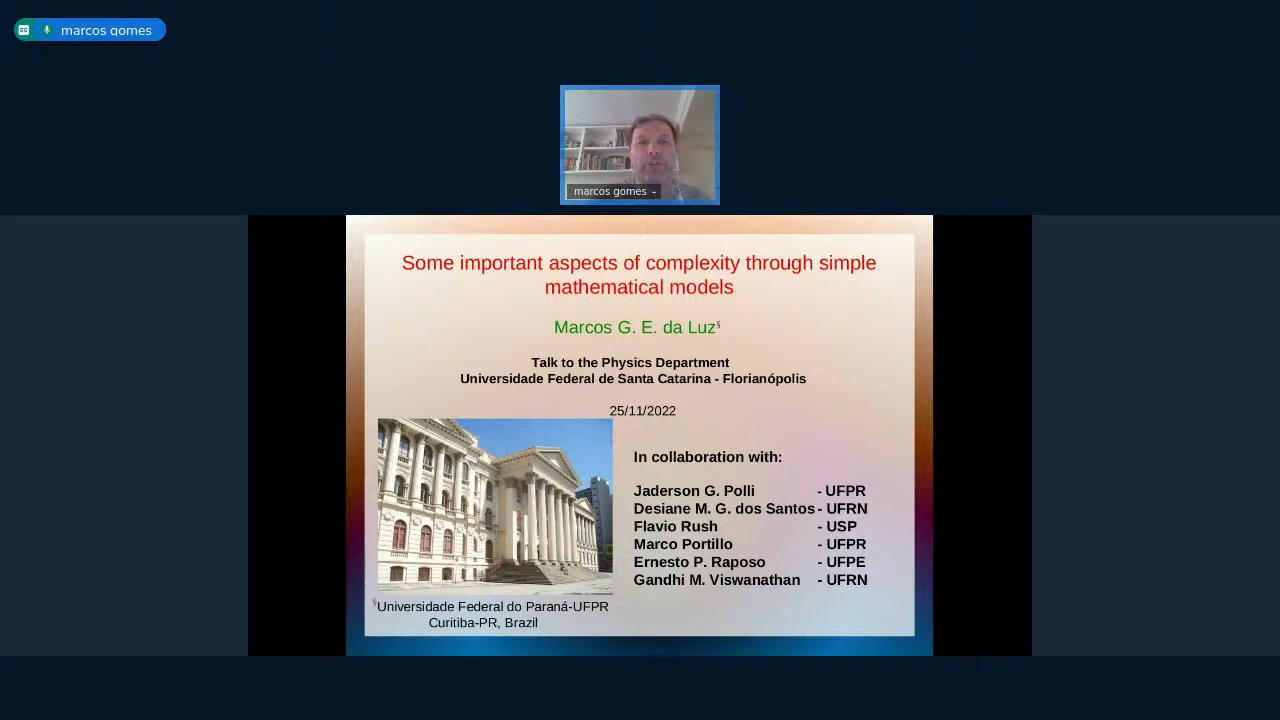 marcos gomes
marcos gomes
Some important aspects of complexity through simple
mathematical models
Marcos G. E. da Luz§
Talk to the Physics Department
Universidade Federal de Santa Catarina - Florianópolis
25/11/2022
In collaboration with:
Jaderson G. Polli - UFPR
Desiane M. G. dos Santos - UFRN
Flavio Rush - USP
Marco Portillo - UFPR
Ernesto P. Raposo - UFPE
Gandhi M. Viswanathan - UFRN
§Universidade Federal do Paraná-UFPR
Curitiba-PR, Brazil